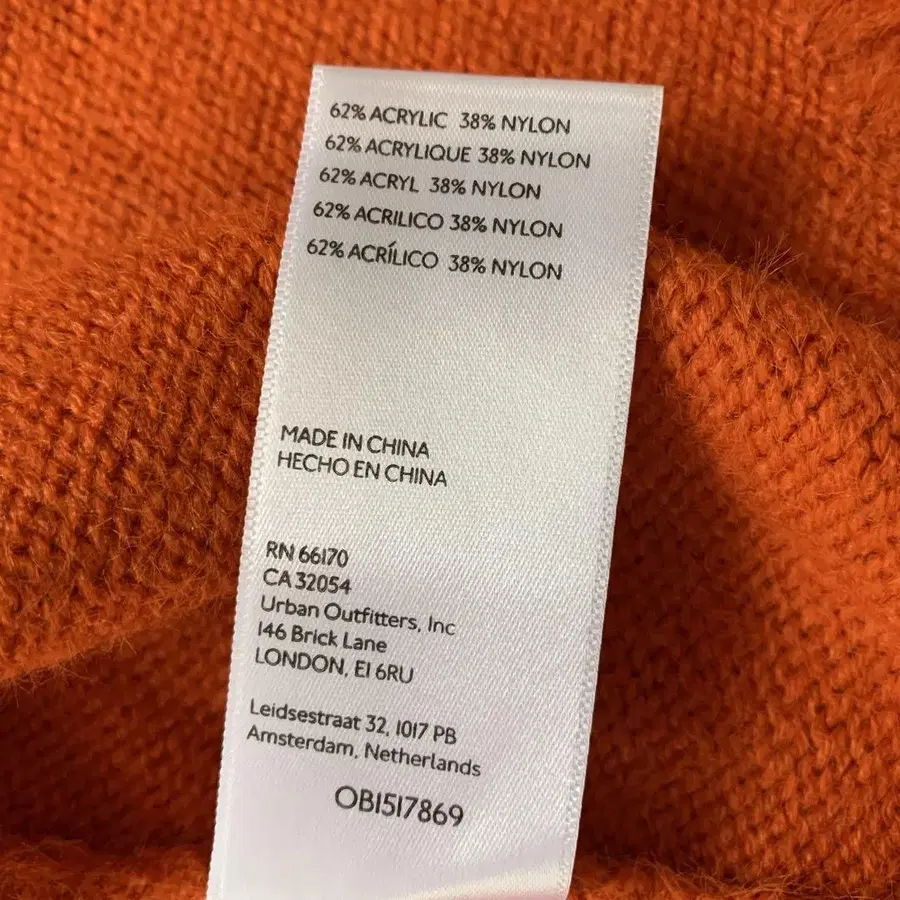 62% ACRYLIC 38% NYLON
62% ACRYLIQUE 38% NYLON
62% ACRYL 38% NYLON
62% ACRILICO 38% NYLON
62% ACRÍLICO 38% NYLON
MADE IN CHINA
HECHO EN CHINA
RN 66170
CA 32054
Urban Outfitters, Inc
146 Brick Lane
LONDON, E1 6RU
Leidsestraat 32, 1017 PB
Amsterdam, Netherlands
OB1517869